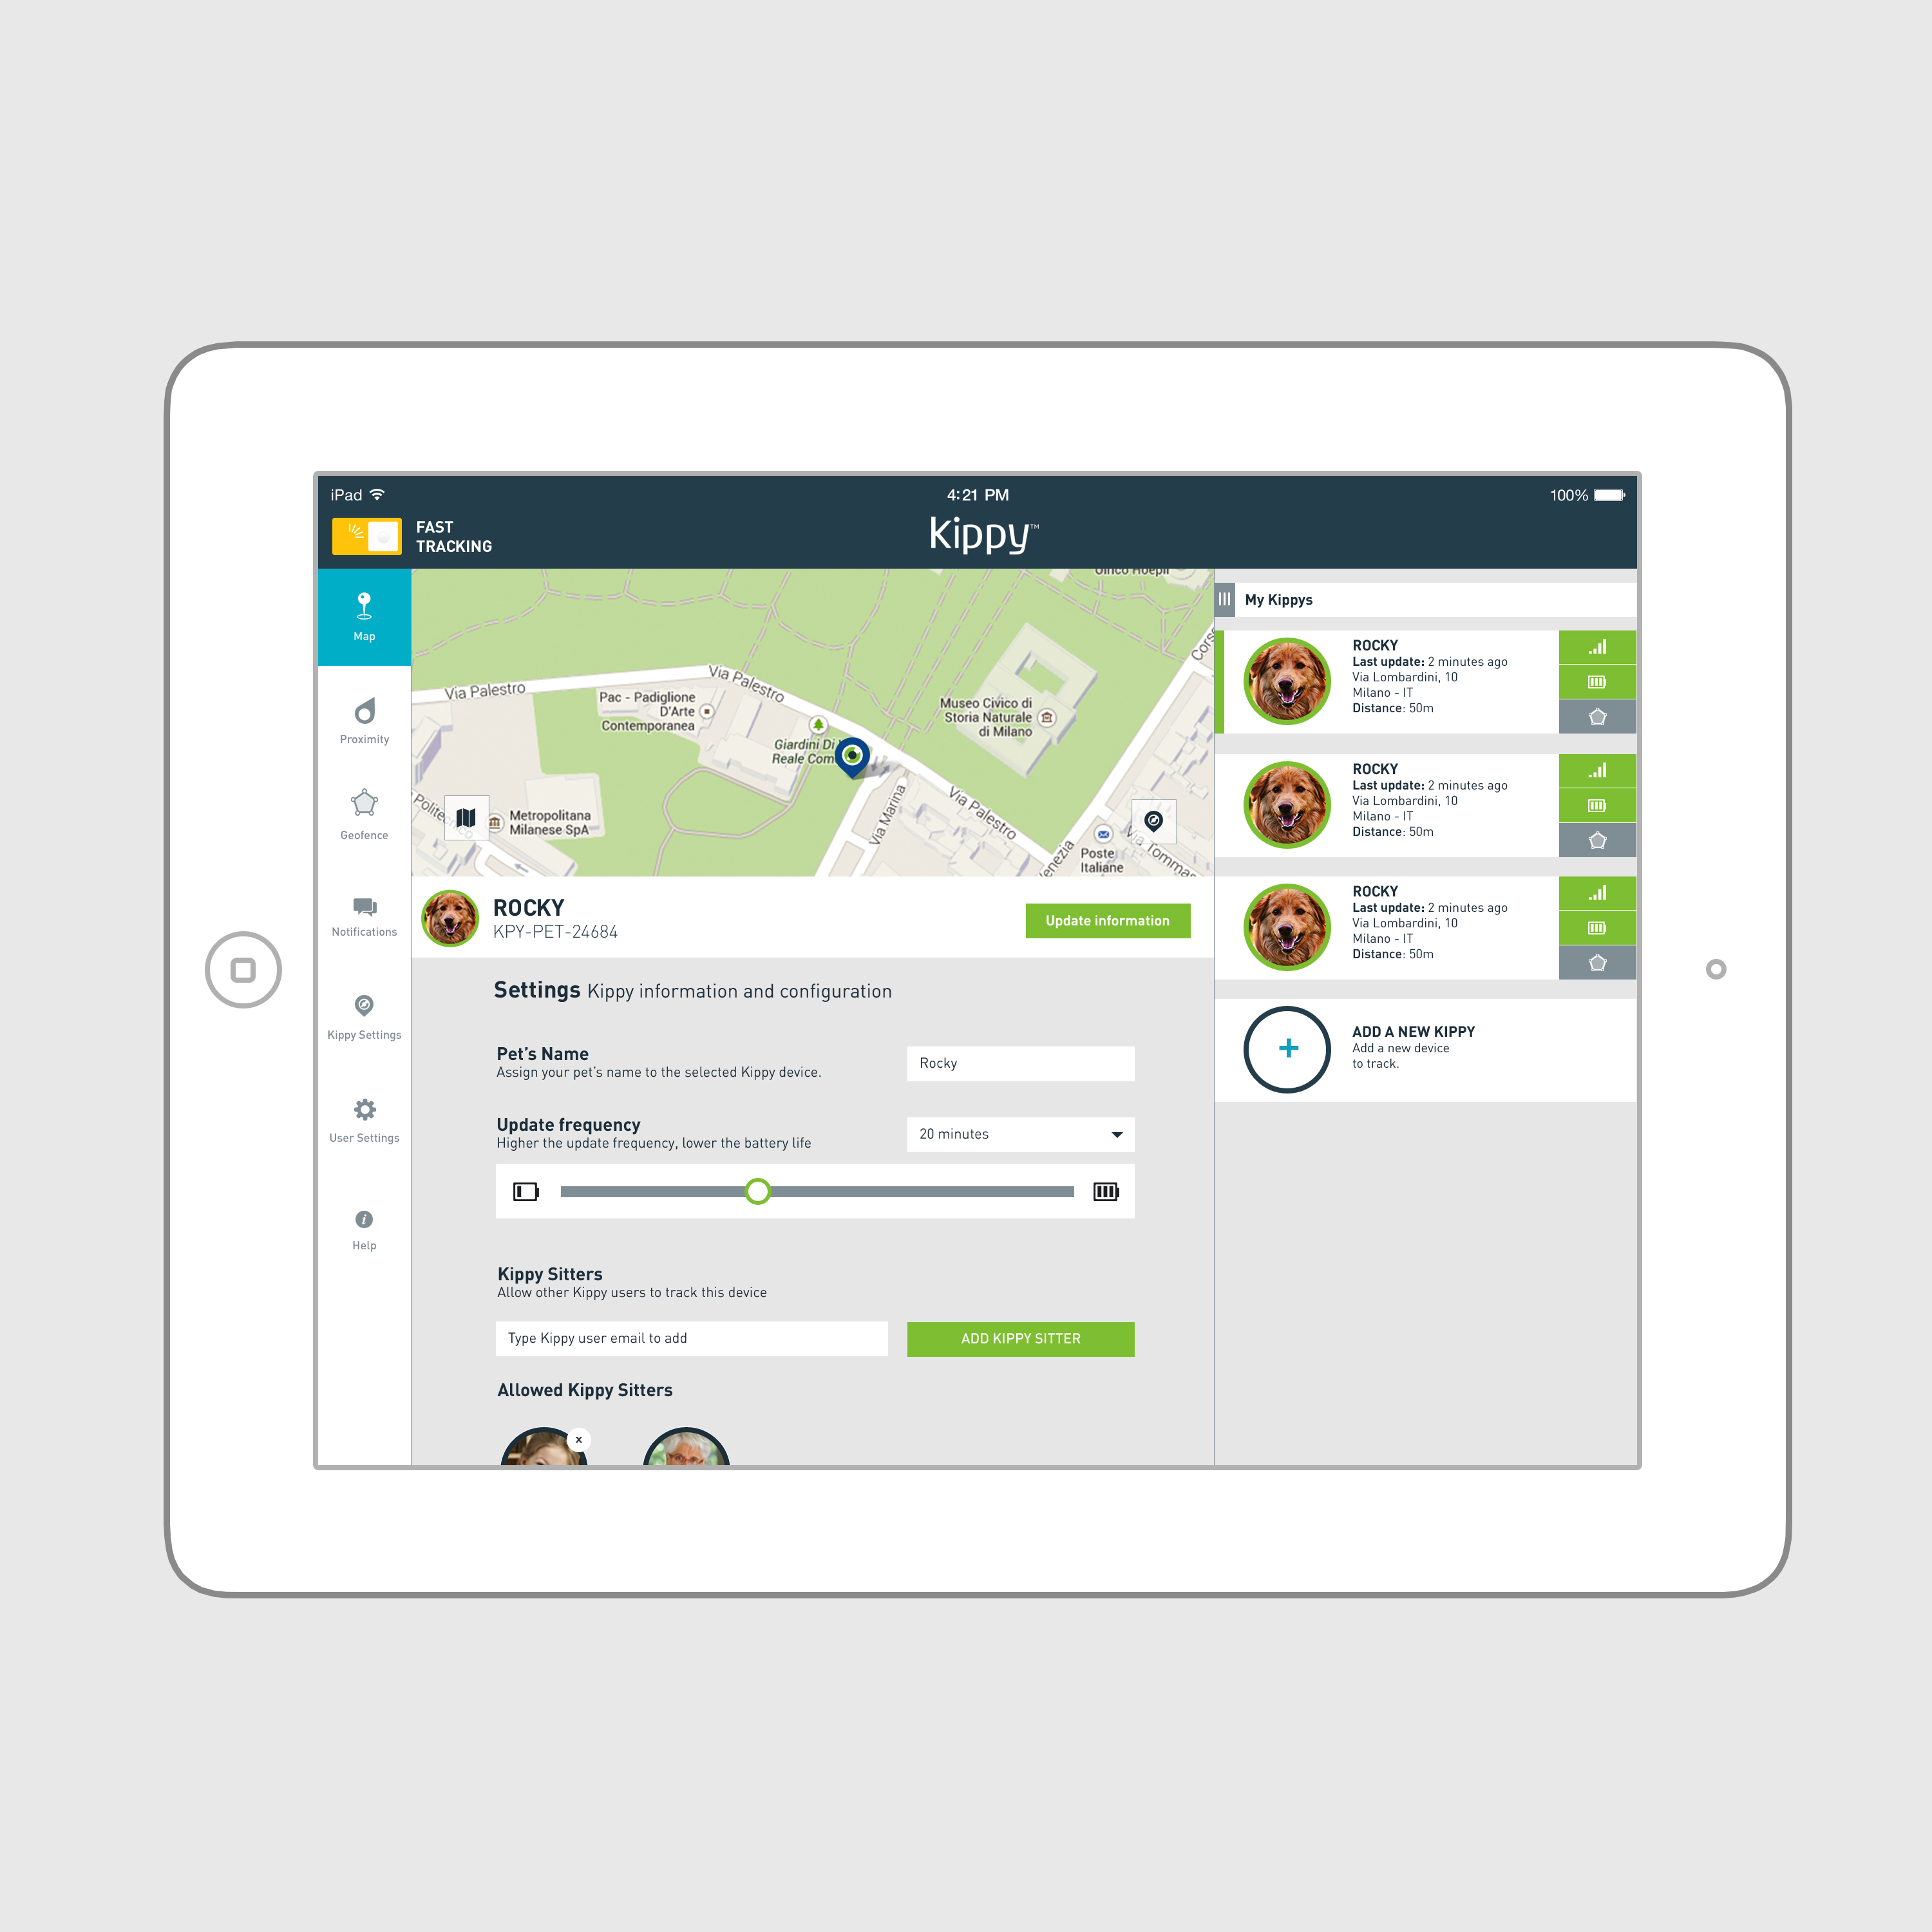 iPad
4:21 PM
100%
FAST
TRACKING
Kippy™
Map
Proximity
Geofence
Notifications
Kippy Settings
User Settings
Help
Ulrico Hoepli
Via Palestro
Via Palestro
Pac - Padiglione
D'Arte
Contemporanea
Museo Civico di
Storia Naturale
di Milano
Giardini Di
Reale Com
Cors
Metropolitana
Milanese SpA
Via Marina
Via Palestro
enezia
Poste
Italiane
Via Tommas
ROCKY
KPY-PET-24684
Update information
Settings Kippy information and configuration
Pet’s Name
Assign your pet’s name to the selected Kippy device.
Rocky
Update frequency
Higher the update frequency, lower the battery life
20 minutes
Kippy Sitters
Allow other Kippy users to track this device
Type Kippy user email to add
ADD KIPPY SITTER
Allowed Kippy Sitters
x
My Kippys
ROCKY
Last update: 2 minutes ago
Via Lombardini, 10
Milano - IT
Distance: 50m
ROCKY
Last update: 2 minutes ago
Via Lombardini, 10
Milano - IT
Distance: 50m
ROCKY
Last update: 2 minutes ago
Via Lombardini, 10
Milano - IT
Distance: 50m
ADD A NEW KIPPY
Add a new device
to track.